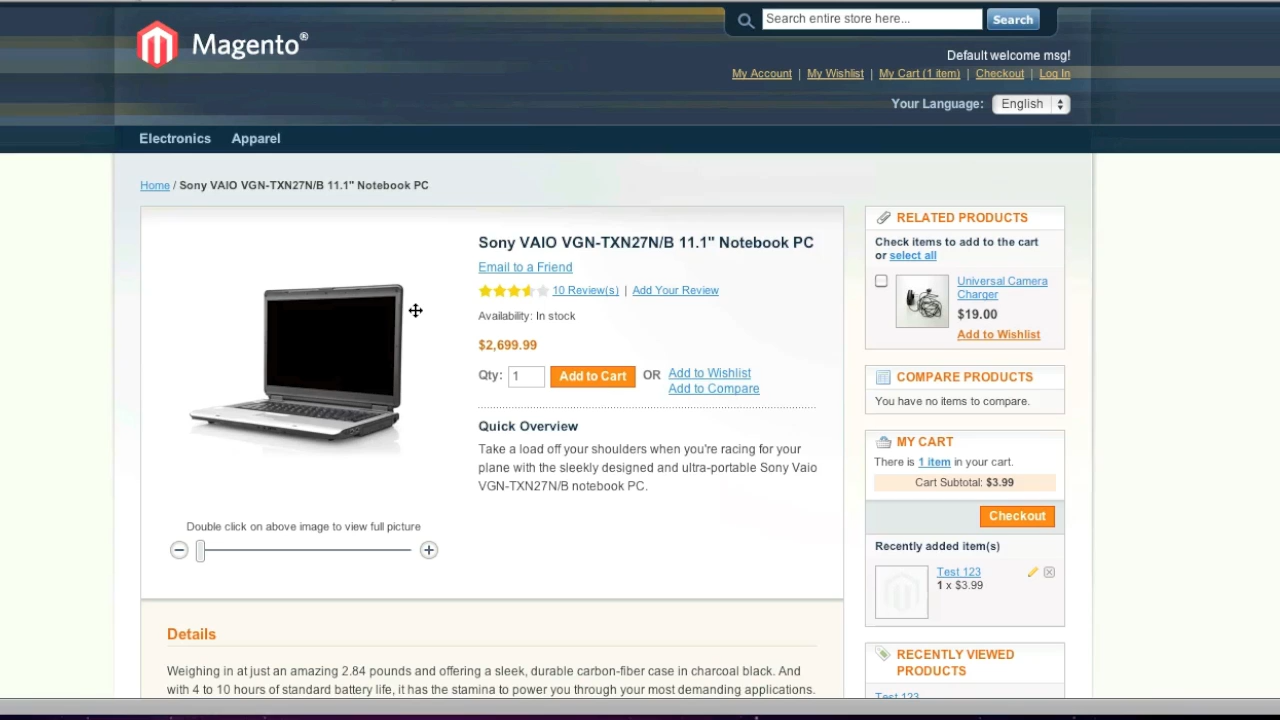 Search entire store here...
Search
Magento®
Default welcome msg!
My Account | My Wishlist | My Cart (1 item) | Checkout | Log In
Your Language: English
Electronics Apparel
Home / Sony VAIO VGN-TXN27N/B 11.1" Notebook PC
Sony VAIO VGN-TXN27N/B 11.1" Notebook PC
Email to a Friend
10 Review(s) | Add Your Review
Availability: In stock
$2,699.99
Qty: 1 Add to Cart OR Add to Wishlist
Add to Compare
Quick Overview
Take a load off your shoulders when you're racing for your
plane with the sleekly designed and ultra-portable Sony Vaio
VGN-TXN27N/B notebook PC.
Double click on above image to view full picture
Details
Weighing in at just an amazing 2.84 pounds and offering a sleek, durable carbon-fiber case in charcoal black. And
with 4 to 10 hours of standard battery life, it has the stamina to power you through your most demanding applications.
RELATED PRODUCTS
Check items to add to the cart
or select all
Universal Camera
Charger
$19.00
Add to Wishlist
COMPARE PRODUCTS
You have no items to compare.
MY CART
There is 1 item in your cart.
Cart Subtotal: $3.99
Checkout
Recently added item(s)
Test 123
1 x $3.99
RECENTLY VIEWED
PRODUCTS
Test 123